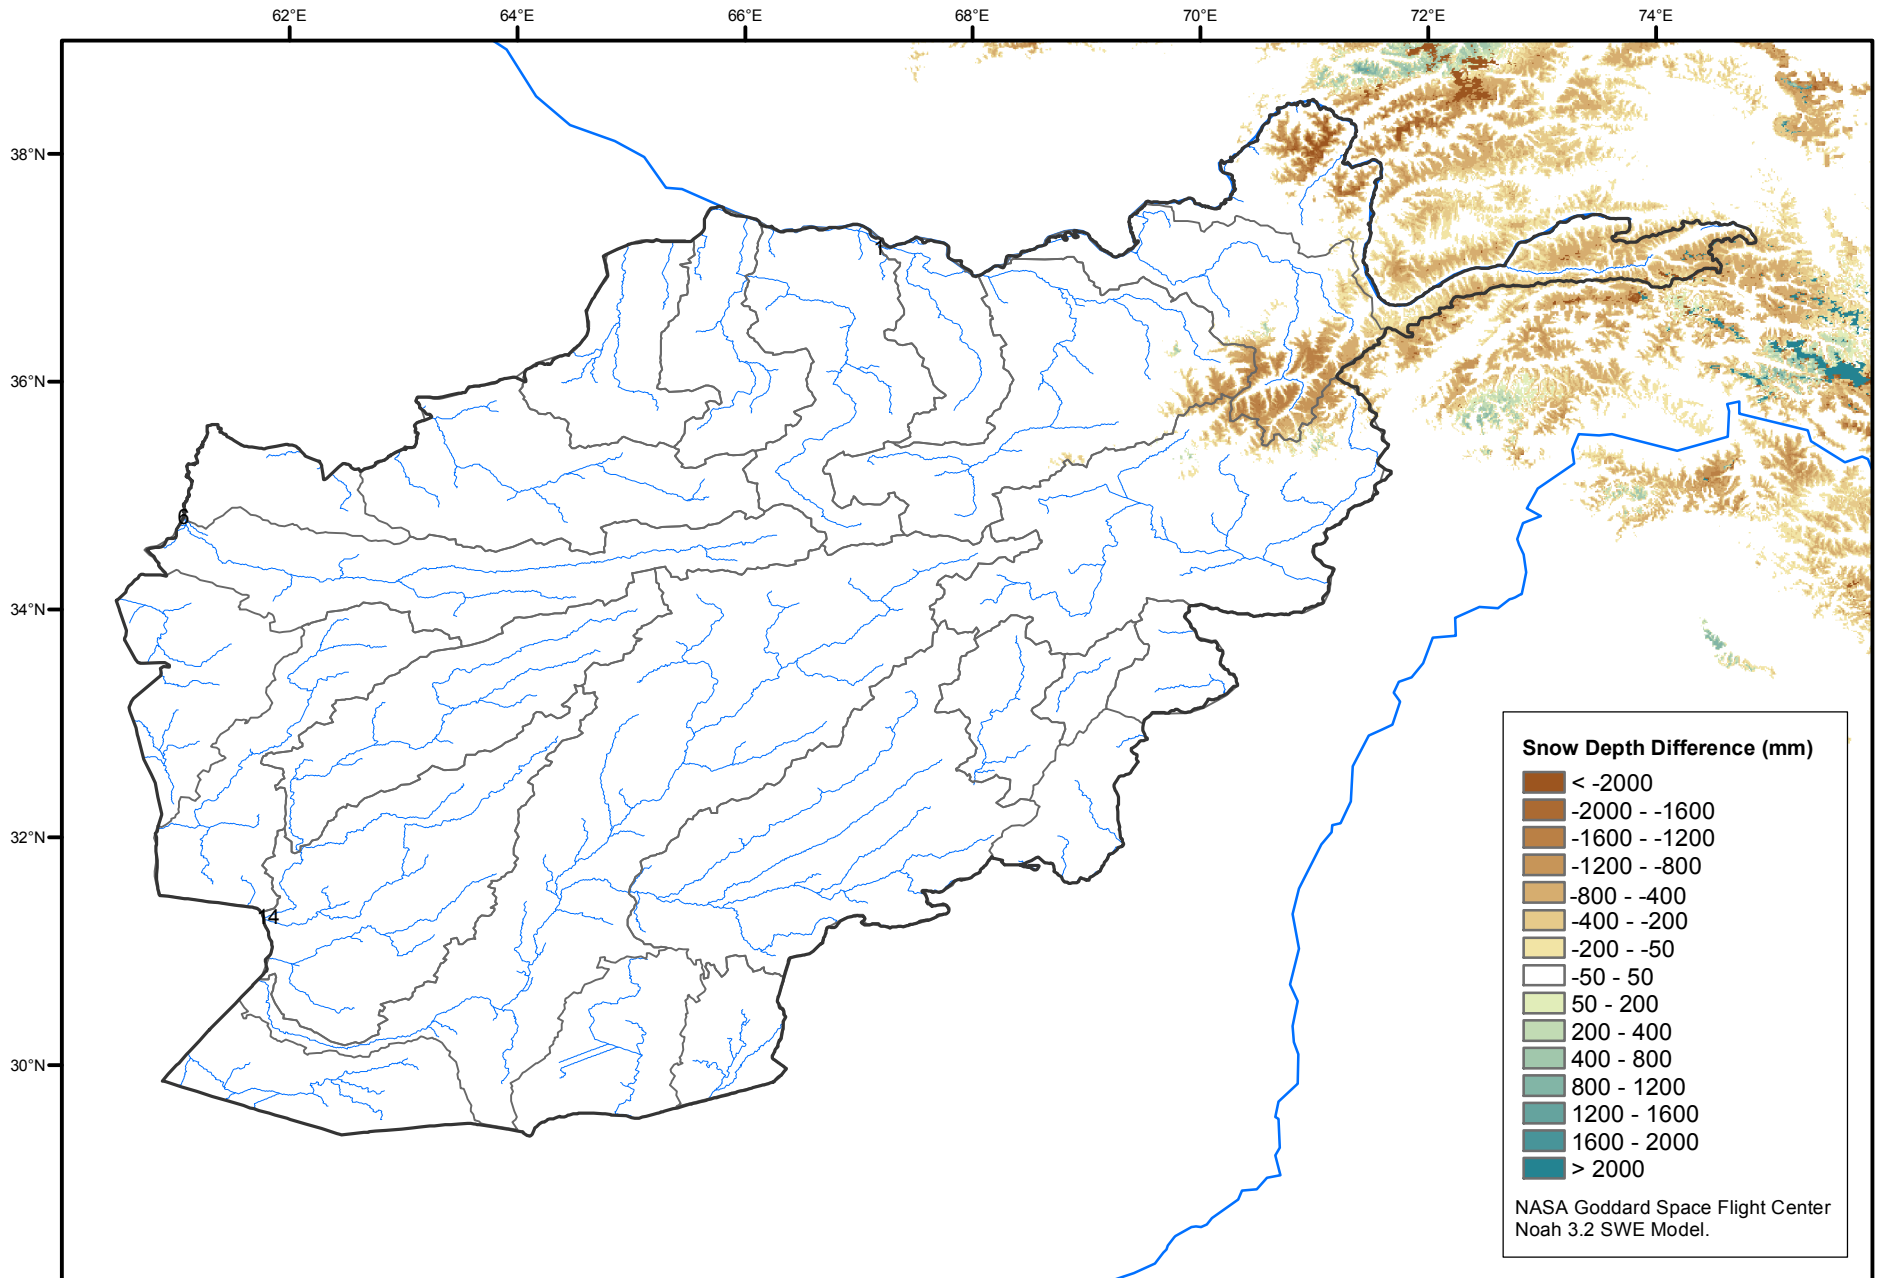 62°E 64°E 66°E 68°E 70°E 72°E 74°E
38°N
36°N
34°N
32°N
30°N
1
6
14
Snow Depth Difference (mm)
< -2000
-2000 - -1600
-1600 - -1200
-1200 - -800
-800 - -400
-400 - -200
-200 - -50
-50 - 50
50 - 200
200 - 400
400 - 800
800 - 1200
1200 - 1600
1600 - 2000
> 2000
NASA Goddard Space Flight Center
Noah 3.2 SWE Model.